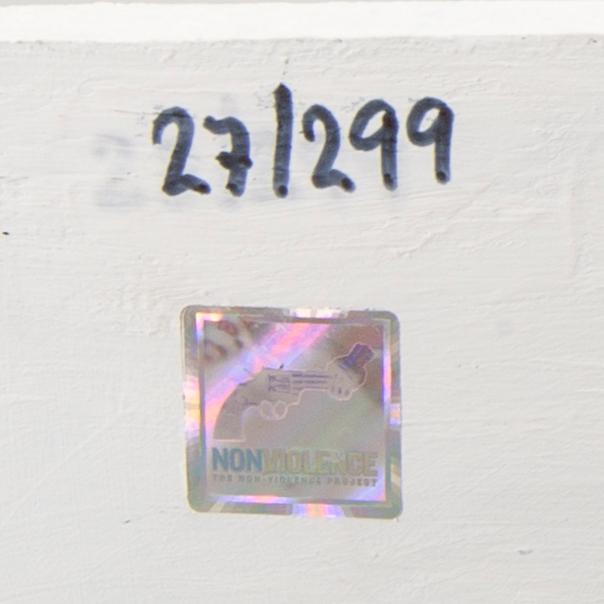 27/299
NONVIOLENCE
THE NON-VIOLENCE PROJECT